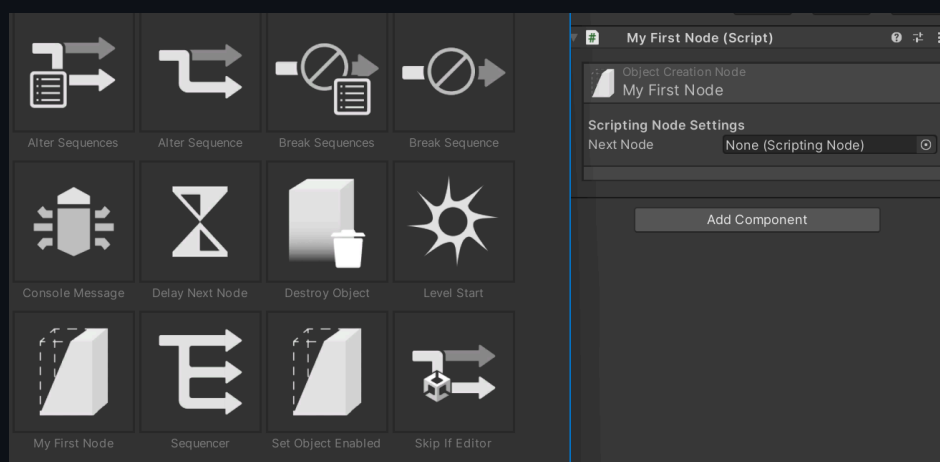 Alter Sequences
Alter Sequence
Break Sequences
Break Sequence
Console Message
Delay Next Node
Destroy Object
Level Start
My First Node
Sequencer
Set Object Enabled
Skip If Editor
# My First Node (Script)
Object Creation Node
My First Node
Scripting Node Settings
Next Node None (Scripting Node)
Add Component